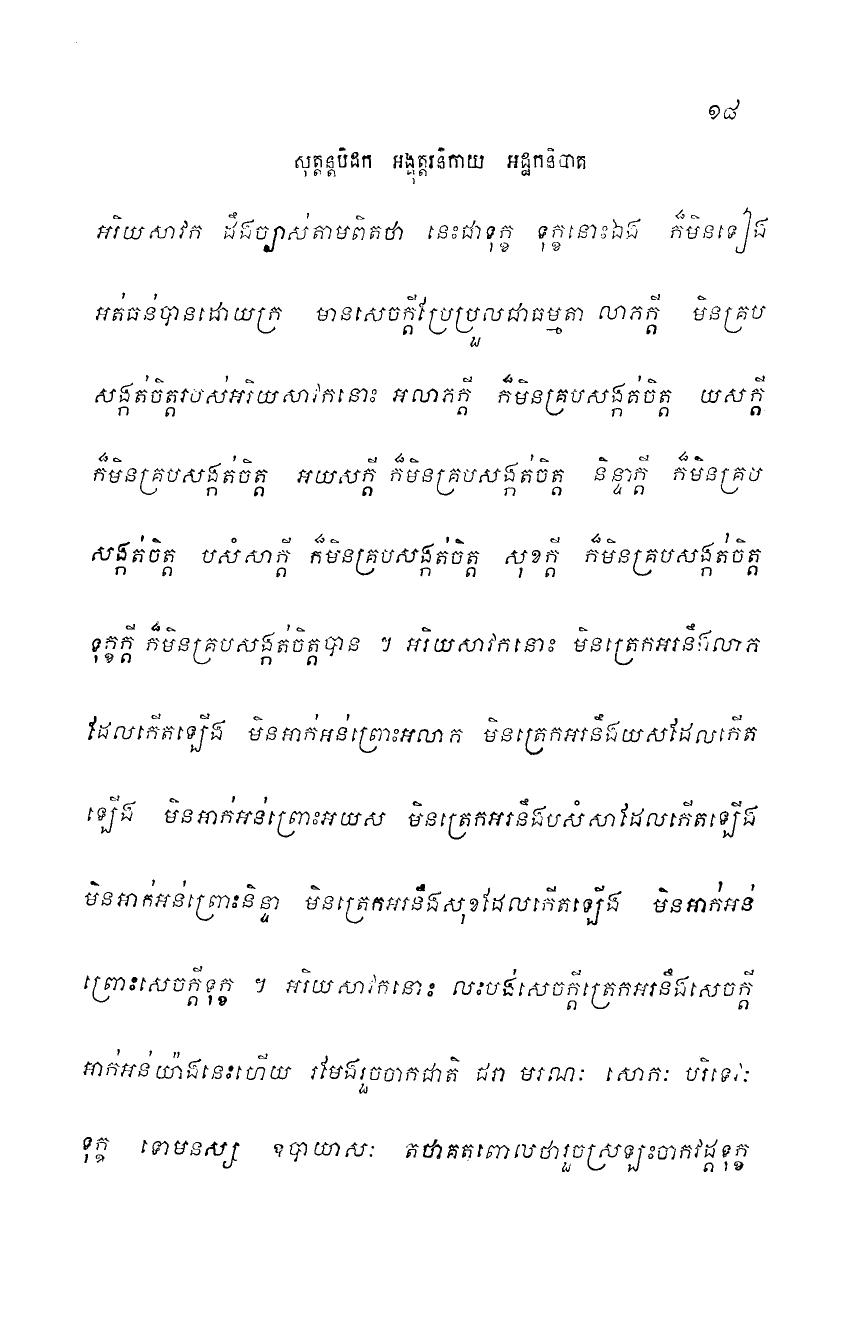 ១៨
សុត្តន្តបិដក អង្គុត្តរនិកាយ អដ្ឋកនិបាត
អរិយសាវក ដឹងច្បាស់តាមពិតថា នេះជាទុក្ខ ទុក្ខនោះឯង ក៏មិនទៀង
អត់ធន់បានដោយក្រ មានសេចក្តីប្រែប្រួលជាធម្មតា លាភក្តី មិនគ្រប
សង្កត់ចិត្តរបស់អរិយសាវកនោះ អលាភក្តី ក៏មិនគ្របសង្កត់ចិត្ត យសក្តី
ក៏មិនគ្របសង្កត់ចិត្ត អយសក្តី ក៏មិនគ្របសង្កត់ចិត្ត និន្ទាក្តី ក៏មិនគ្រប
សង្កត់ចិត្ត បសំសាក្តី ក៏មិនគ្របសង្កត់ចិត្ត សុខក្តី ក៏មិនគ្របសង្កត់ចិត្ត
ទុក្ខក្តី ក៏មិនគ្របសង្កត់ចិត្តបាន ។ អរិយសាវកនោះ មិនត្រេកអរនឹងលាភ
ដែលកើតឡើង មិនអាក់អន់ព្រោះអលាភ មិនត្រេកអរនឹងយសដែលកើត
ឡើង មិនអាក់អន់ព្រោះអយស មិនត្រេកអរនឹងបសំសាដែលកើតឡើង
មិនអាក់អន់ព្រោះនិន្ទា មិនត្រេកអរនឹងសុខដែលកើតឡើង មិនអាក់អន់
ព្រោះសេចក្តីទុក្ខ ។ អរិយសាវកនោះ លះបង់សេចក្តីត្រេកអរនឹងសេចក្តី
អាក់អន់យ៉ាងនេះហើយ រមែងរួចចាកជាតិ ជរា មរណៈ សោកៈ បរិទេវៈ
ទុក្ខ ទោមនស្ស ឧបាយាសៈ តថាគតពោលថារួចស្រឡះចាកវដ្តទុក្ខ